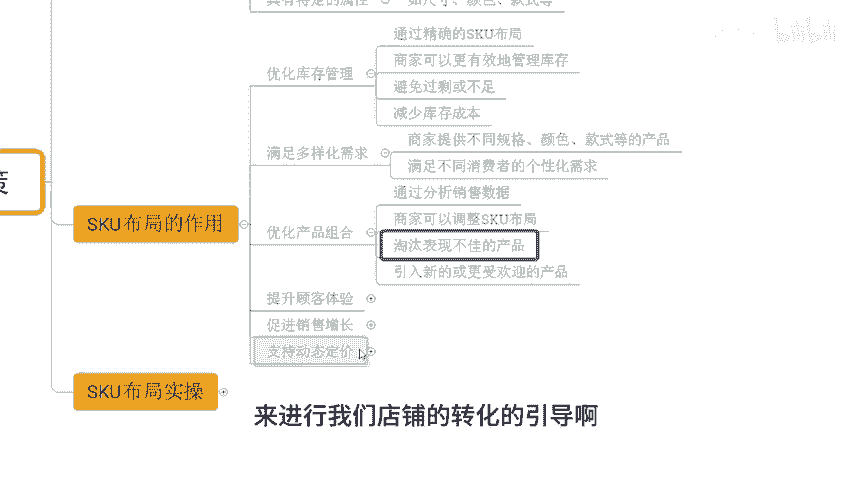 具有特定的属性 如尺寸、颜色、款式等
通过精确的SKU布局
优化库存管理 商家可以更有效地管理库存
避免过剩或不足
减少库存成本
满足多样化需求 商家提供不同规格、颜色、款式等的产品
满足不同消费者的个性化需求
通过分析销售数据
策
SKU布局的作用 优化产品组合 商家可以调整SKU布局
淘汰表现不佳的产品
引入新的或更受欢迎的产品
提升顾客体验
促进销售增长
支持动态定价
SKU布局实操
来进行我们店铺的转化的引导啊
bilibili